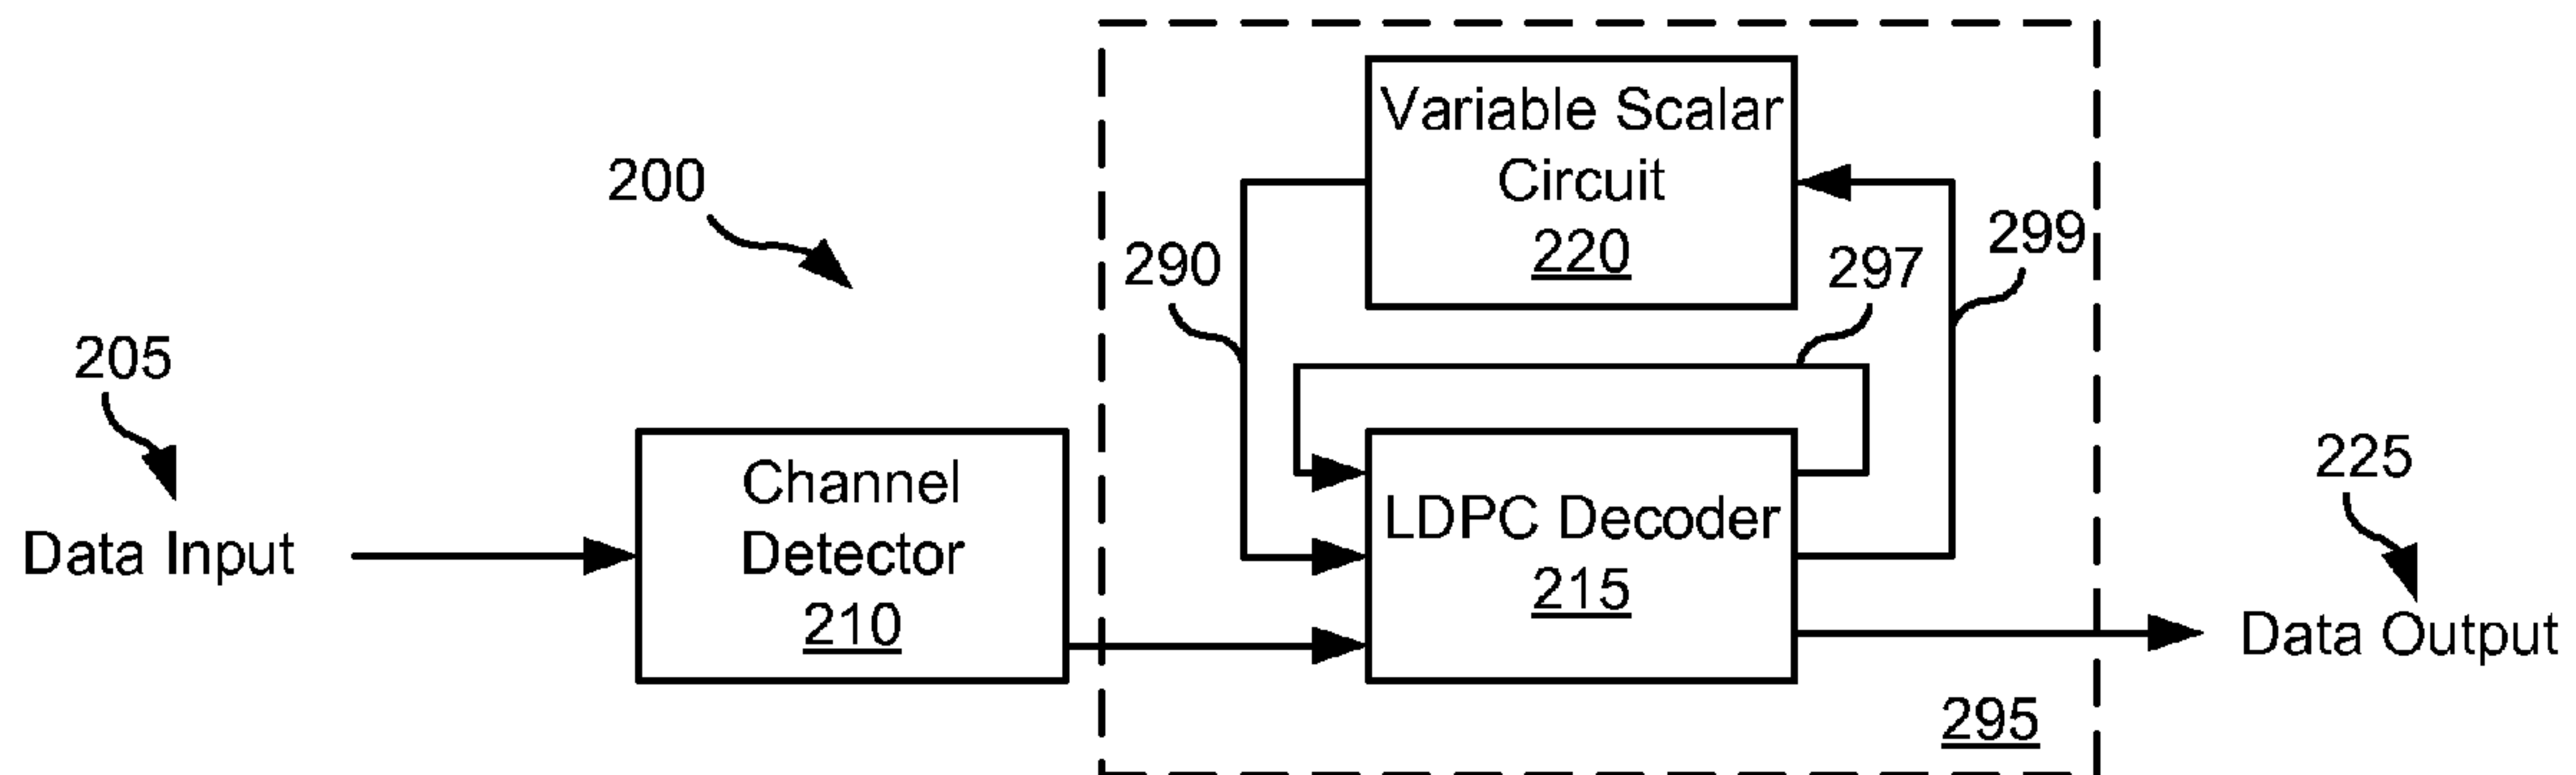 Variable Scalar
Circuit
220
200
290
297
299
205
Channel
Detector
210
LDPC Decoder
215
225
Data Input
Data Output
295